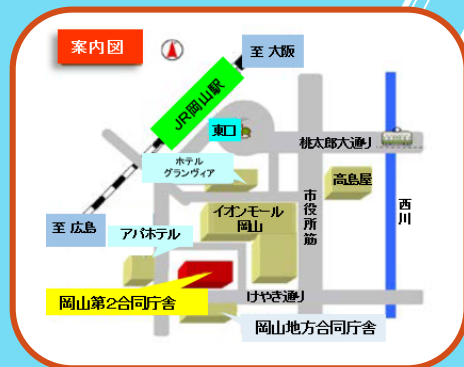 案内図
至 大阪
JR岡山駅
東口
桃太郎大通り
ホテル
グランヴィア
高島屋
市役所筋
西川
至 広島
アパホテル
イオンモール
岡山
けやき通り
岡山第2合同庁舎
岡山地方合同庁舎